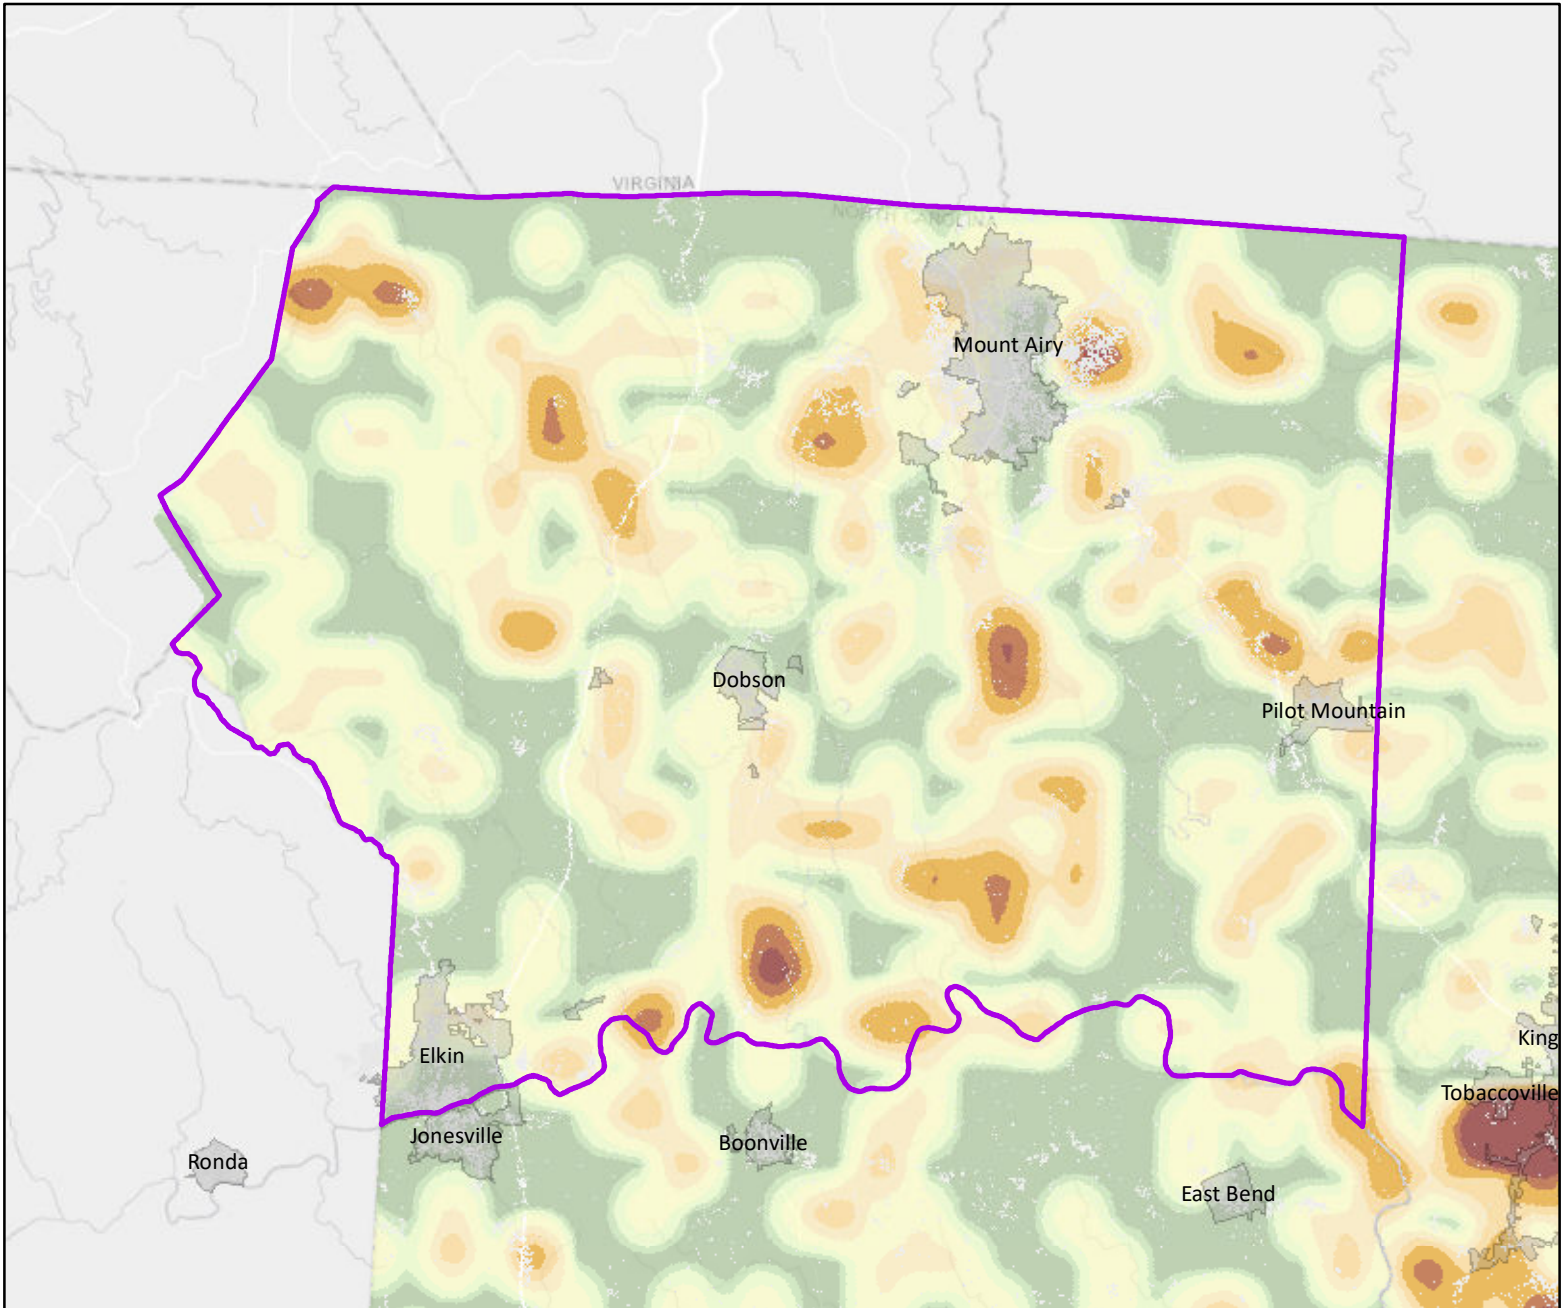 VIRGINIA
NORTH CAROLINA
Mount Airy
Dobson
Pilot Mountain
King
Elkin
Tobaccoville
Jonesville
Boonville
Ronda
East Bend